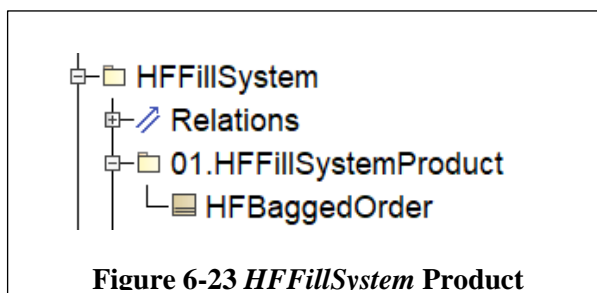 HFFillSystem
Relations
01.HFFillSystemProduct
HFBaggedOrder
Figure 6-23 HFFillSystem Product